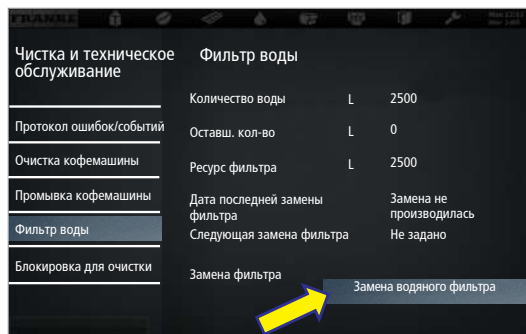 FRANKE
Чистка и техническое
обслуживание
Фильтр воды
Количество воды L 2500
Протокол ошибок/событий
Оставш. кол-во L 0
Очистка кофемашины
Ресурс фильтра L 2500
Промывка кофемашины
Дата последней замены
фильтра
Замена не
производилась
Фильтр воды
Следующая замена фильтра Не задано
Блокировка для очистки
Замена фильтра
Замена водяного фильтра